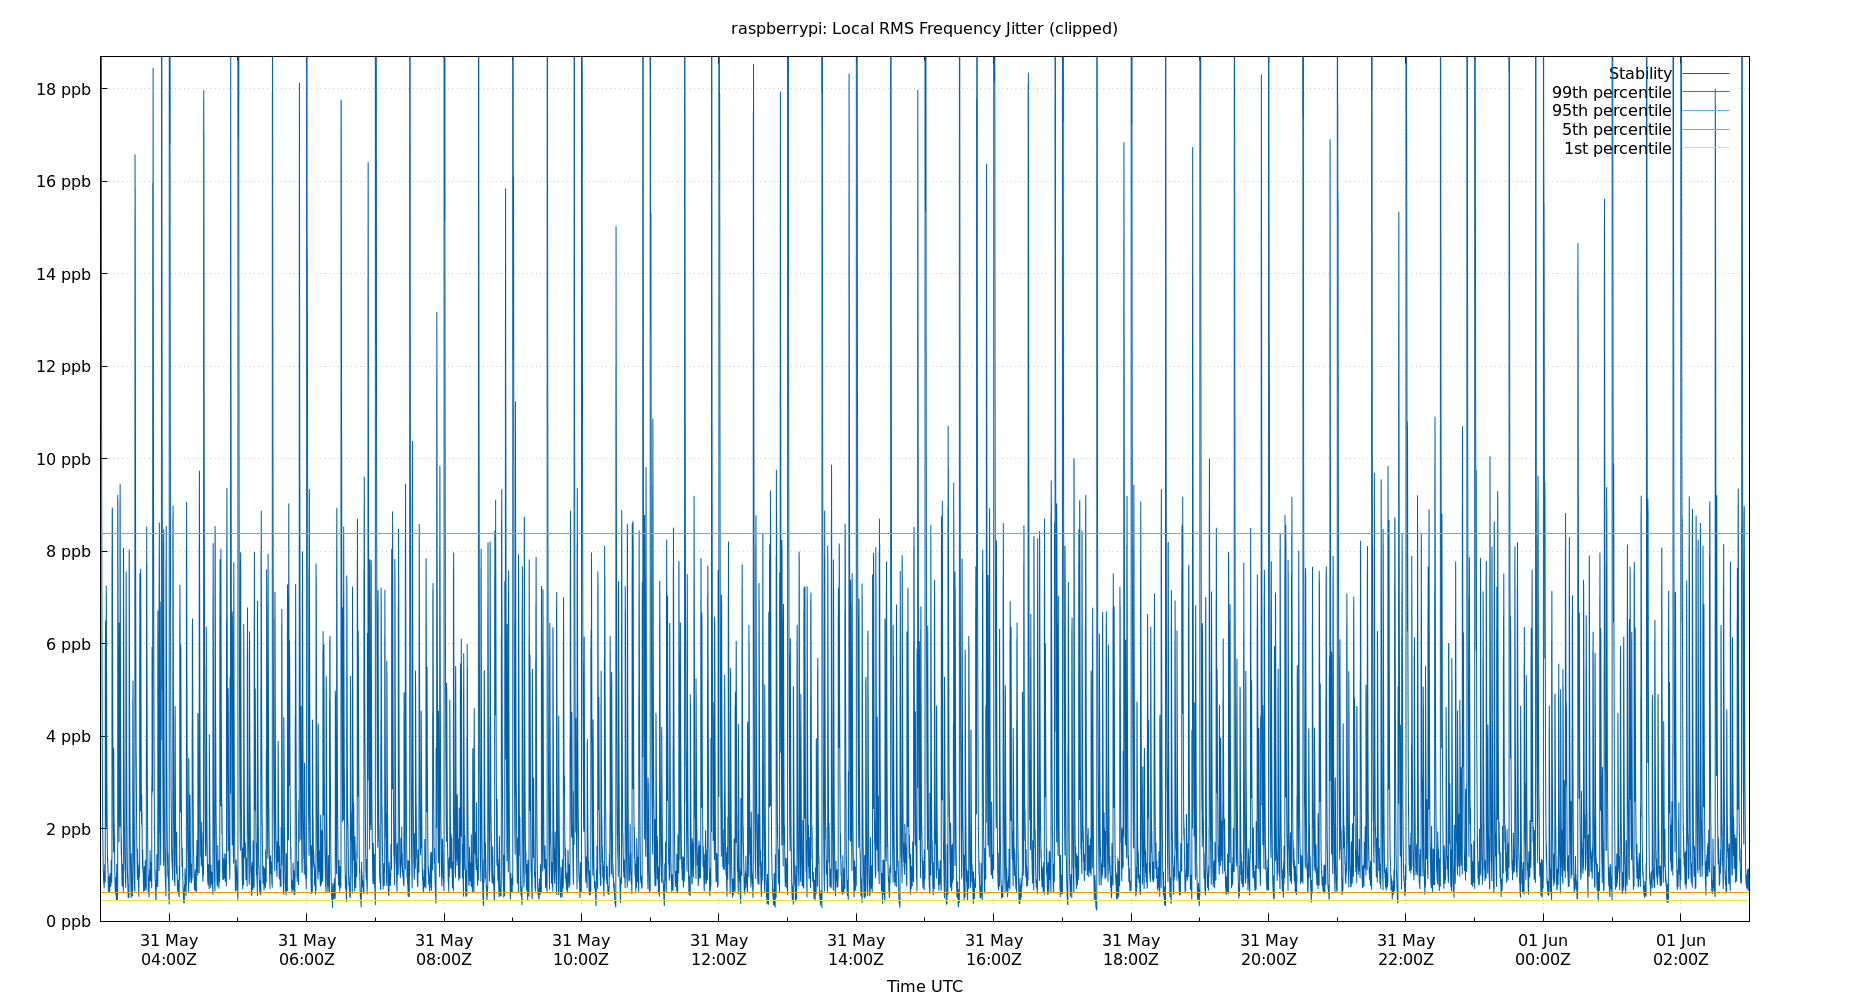 raspberrypi: Local RMS Frequency Jitter (clipped)
18 ppb
16 ppb
14 ppb
12 ppb
10 ppb
8 ppb
6 ppb
4 ppb
2 ppb
0 ppb
Stability
99th percentile
95th percentile
5th percentile
1st percentile
31 May 31 May 31 May 31 May 31 May 31 May 31 May 31 May 31 May 31 May 01 Jun 01 Jun
04:00Z 06:00Z 08:00Z 10:00Z 12:00Z 14:00Z 16:00Z 18:00Z 20:00Z 22:00Z 00:00Z 02:00Z
Time UTC